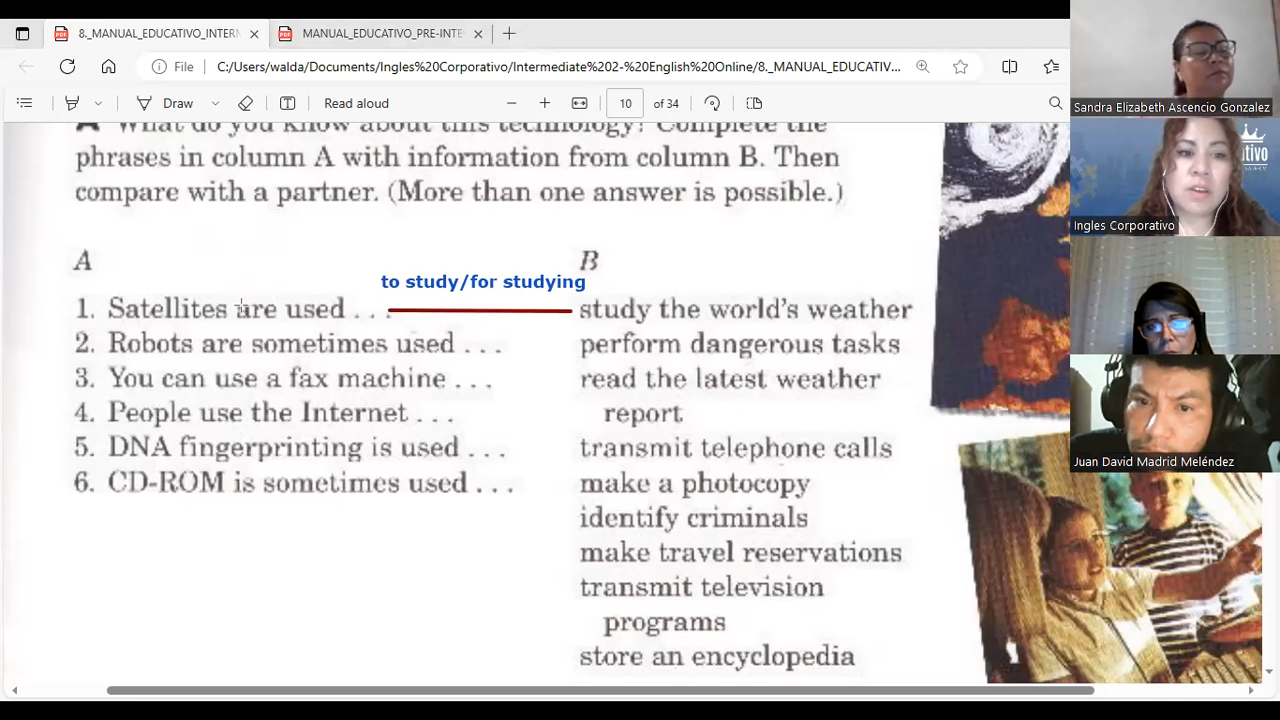 8._MANUAL_EDUCATIVO_INTERN
MANUAL_EDUCATIVO_PRE-INTE
File
C:/Users/walda/Documents/Ingles%20Corporativo/Intermediate%202-%20English%20Online/8._MANUAL_EDUCATIV...
Draw
Read aloud
10 of 34
A What do you know about this technology? Complete the
phrases in column A with information from column B. Then
compare with a partner. (More than one answer is possible.)
A
B
to study/for studying
1. Satellites are used . . .
study the world's weather
2. Robots are sometimes used . . .
perform dangerous tasks
3. You can use a fax machine . . .
read the latest weather
report
4. People use the Internet . . .
5. DNA fingerprinting is used . . .
transmit telephone calls
6. CD-ROM is sometimes used . . .
make a photocopy
identify criminals
make travel reservations
transmit television
programs
store an encyclopedia
Sandra Elizabeth Ascencio Gonzalez
ativo
Ingles Corporativo
Juan David Madrid Meléndez